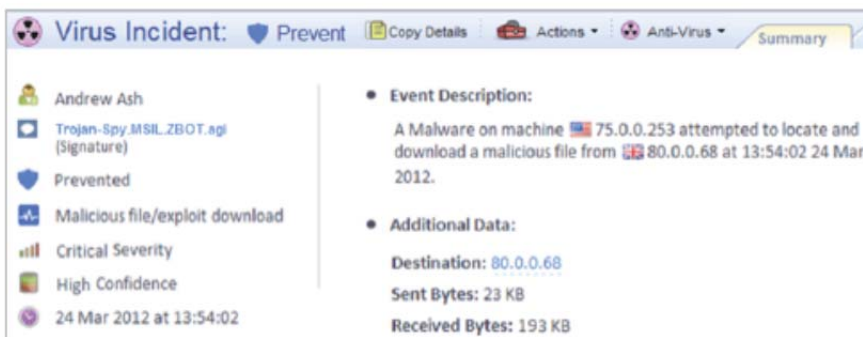 Virus Incident: Prevent Copy Details Actions Anti-Virus Summary
Andrew Ash
Trojan-Spy.MSIL.ZBOT.agl
(Signature)
Prevented
Malicious file/exploit download
Critical Severity
High Confidence
24 Mar 2012 at 13:54:02
Event Description:
A Malware on machine 75.0.0.253 attempted to locate and
download a malicious file from 80.0.0.68 at 13:54:02 24 Mar
2012.
Additional Data:
Destination: 80.0.0.68
Sent Bytes: 23 KB
Received Bytes: 193 KB